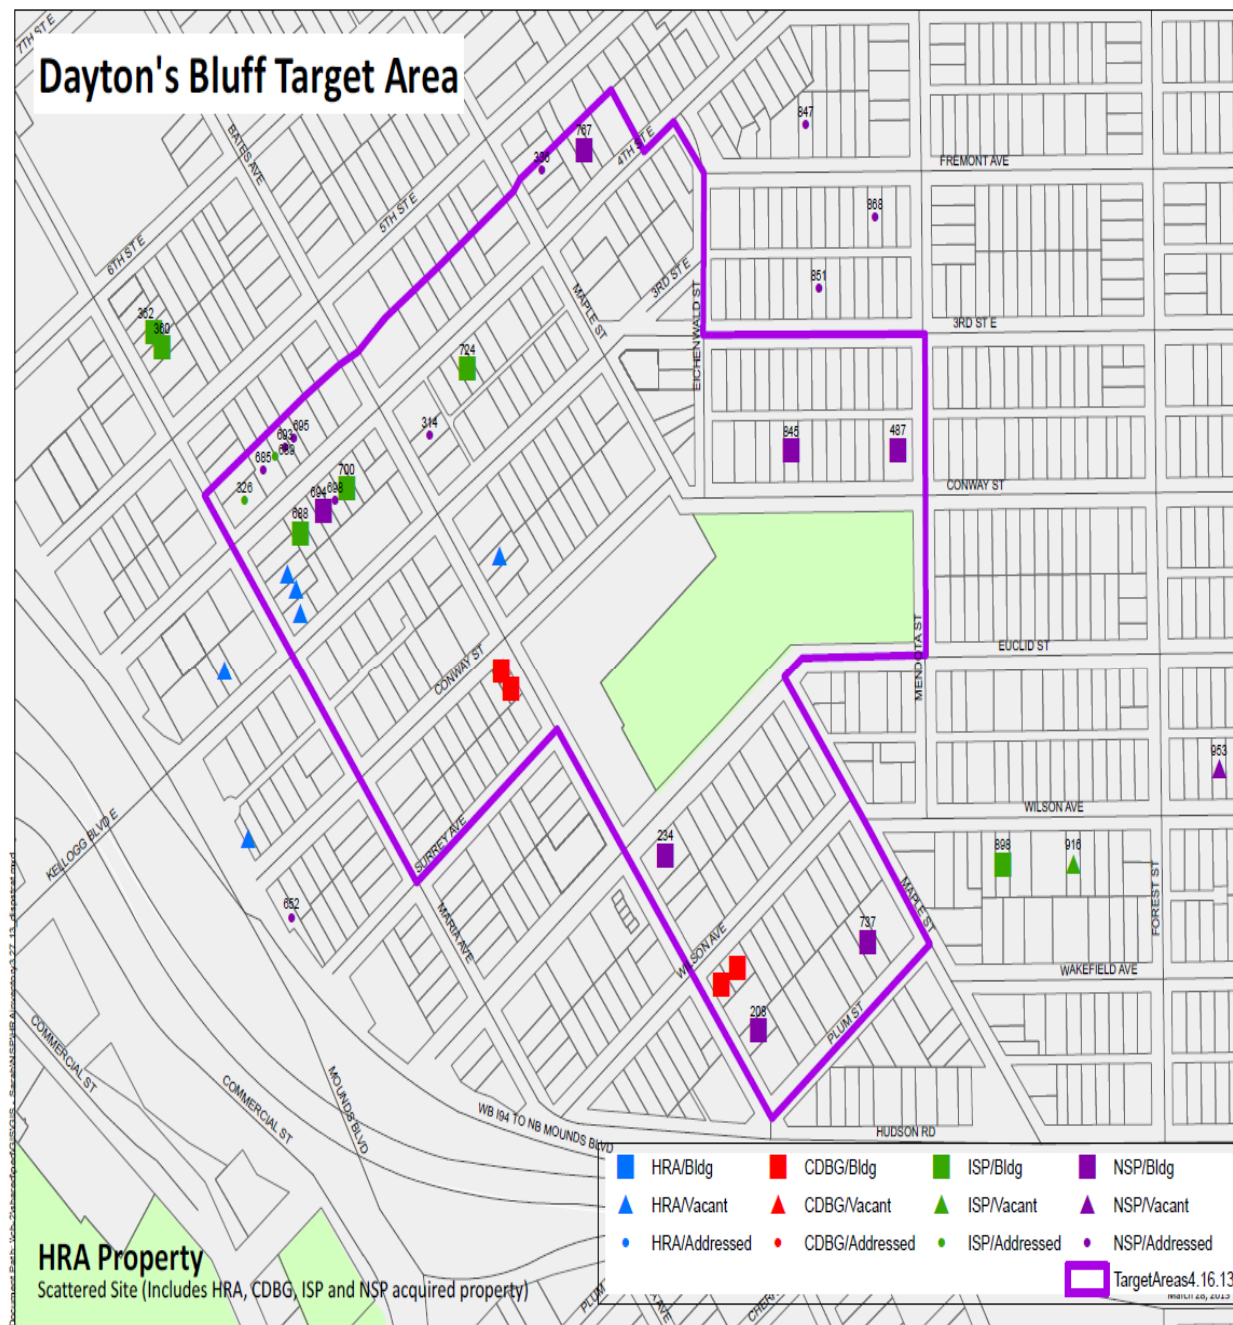 7TH ST E
Dayton's Bluff Target Area
BATES AVE
847
767
336
4TH ST E
FREMONT AVE
868
5TH ST E
6TH ST E
3RD ST E
851
MAPLE ST
EICHENWALD ST
3RD ST E
362
360
724
314
845
487
695
693
689
685
700
326
694
698
CONWAY ST
688
EUCLID ST
CONWAY ST
MENDOTA ST
953
WILSON AVE
KELLOGG BLVD E
SURREY AVE
234
898
916
FOREST ST
MAPLE ST
652
MARIA AVE
737
WILSON AVE
WAKEFIELD AVE
208
PLUM ST
COMMERCIAL ST
COMMERCIAL ST
MOUNDS BLVD
WB I94 TO NB MOUNDS BLVD
HUDSON RD
HRA/Bldg
CDBG/Bldg
ISP/Bldg
NSP/Bldg
HRA/Vacant
CDBG/Vacant
ISP/Vacant
NSP/Vacant
HRA/Addressed
CDBG/Addressed
ISP/Addressed
NSP/Addressed
TargetAreas4.16.13
March 28, 2013
HRA Property
Scattered Site (Includes HRA, CDBG, ISP and NSP acquired property)
PLUM
AVE